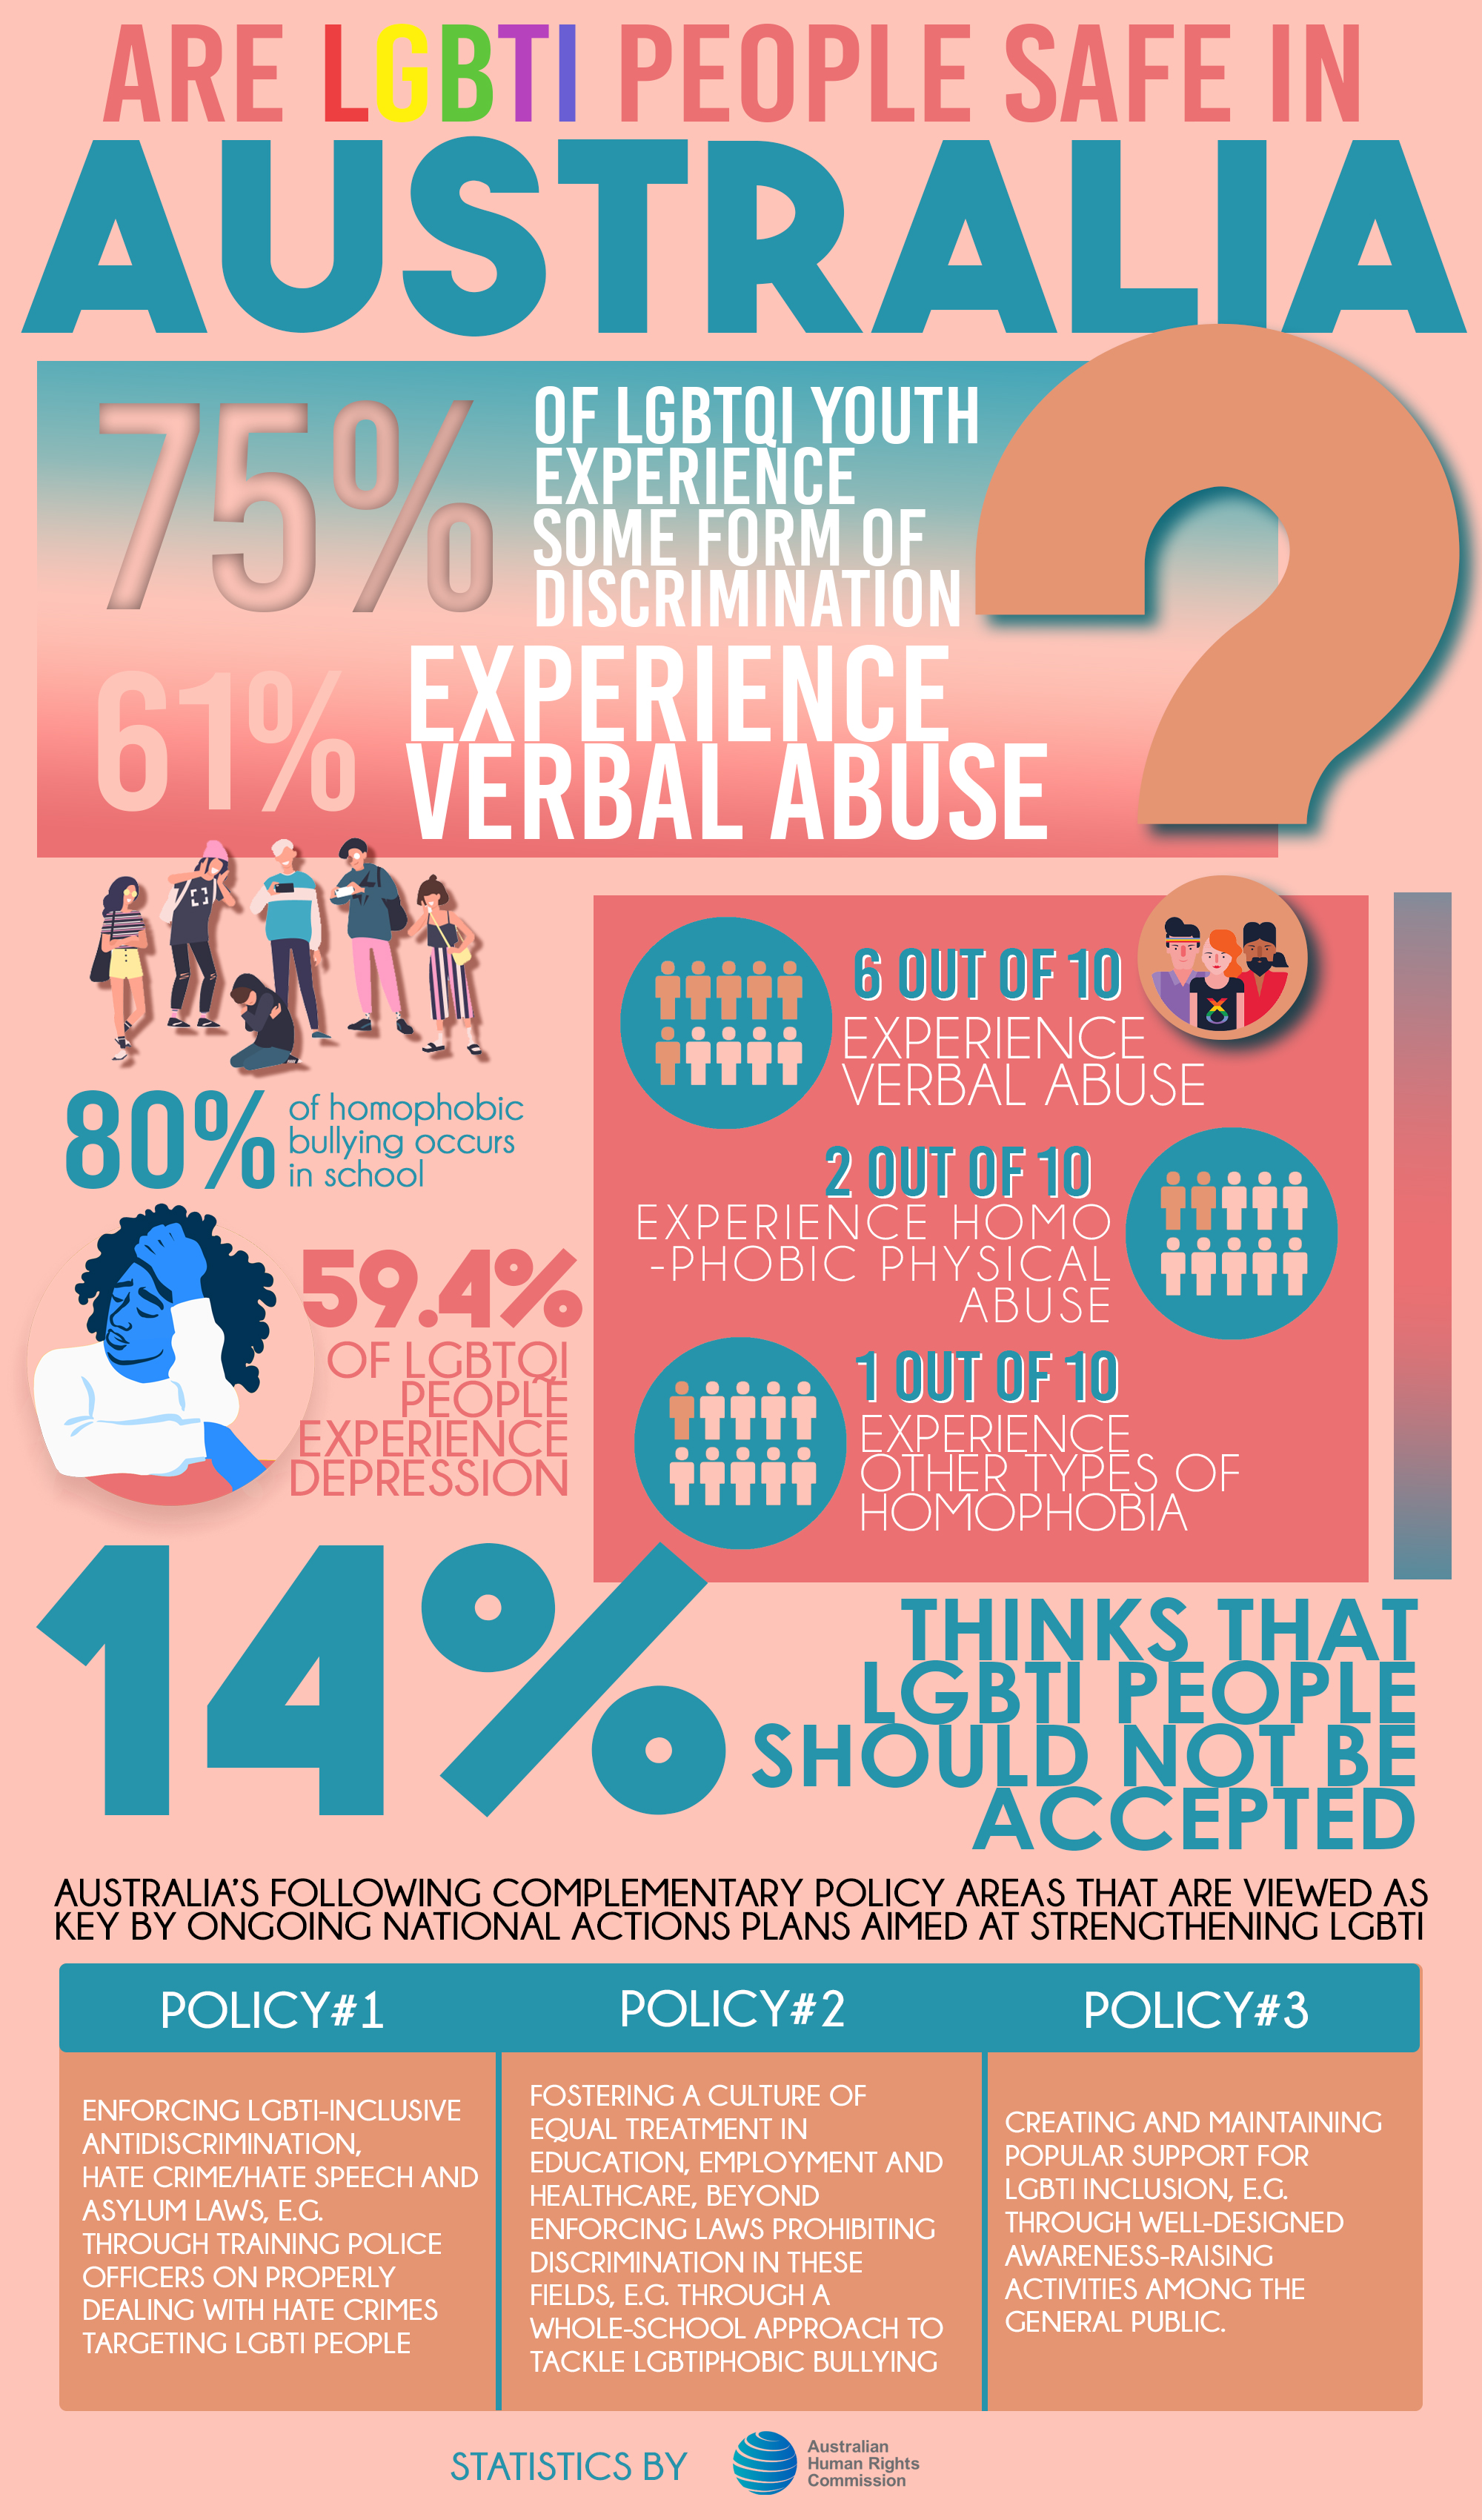 ARE LGBTI PEOPLE SAFE IN
AUSTRALIA
?
75%
OF LGBTQI YOUTH
EXPERIENCE
SOME FORM OF
DISCRIMINATION
61%
EXPERIENCE
VERBAL ABUSE
80%
of homophobic
bullying occurs
in school
59.4%
OF LGBTQI
PEOPLE
EXPERIENCE
DEPRESSION
6 OUT OF 10
EXPERIENCE
VERBAL ABUSE
2 OUT OF 10
EXPERIENCE HOMO
-PHOBIC PHYSICAL
ABUSE
1 OUT OF 10
EXPERIENCE
OTHER TYPES OF
HOMOPHOBIA
14%
THINKS THAT
LGBTI PEOPLE
SHOULD NOT BE
ACCEPTED
AUSTRALIA'S FOLLOWING COMPLEMENTARY POLICY AREAS THAT ARE VIEWED AS
KEY BY ONGOING NATIONAL ACTIONS PLANS AIMED AT STRENGTHENING LGBTI
POLICY#1
ENFORCING LGBTI-INCLUSIVE
ANTIDISCRIMINATION,
HATE CRIME/HATE SPEECH AND
ASYLUM LAWS, E.G.
THROUGH TRAINING POLICE
OFFICERS ON PROPERLY
DEALING WITH HATE CRIMES
TARGETING LGBTI PEOPLE
POLICY#2
FOSTERING A CULTURE OF
EQUAL TREATMENT IN
EDUCATION, EMPLOYMENT AND
HEALTHCARE, BEYOND
ENFORCING LAWS PROHIBITING
DISCRIMINATION IN THESE
FIELDS, E.G. THROUGH A
WHOLE-SCHOOL APPROACH TO
TACKLE LGBTIPHOBIC BULLYING
POLICY#3
CREATING AND MAINTAINING
POPULAR SUPPORT FOR
LGBTI INCLUSION, E.G.
THROUGH WELL-DESIGNED
AWARENESS-RAISING
ACTIVITIES AMONG THE
GENERAL PUBLIC.
STATISTICS BY
Australian
Human Rights
Commission